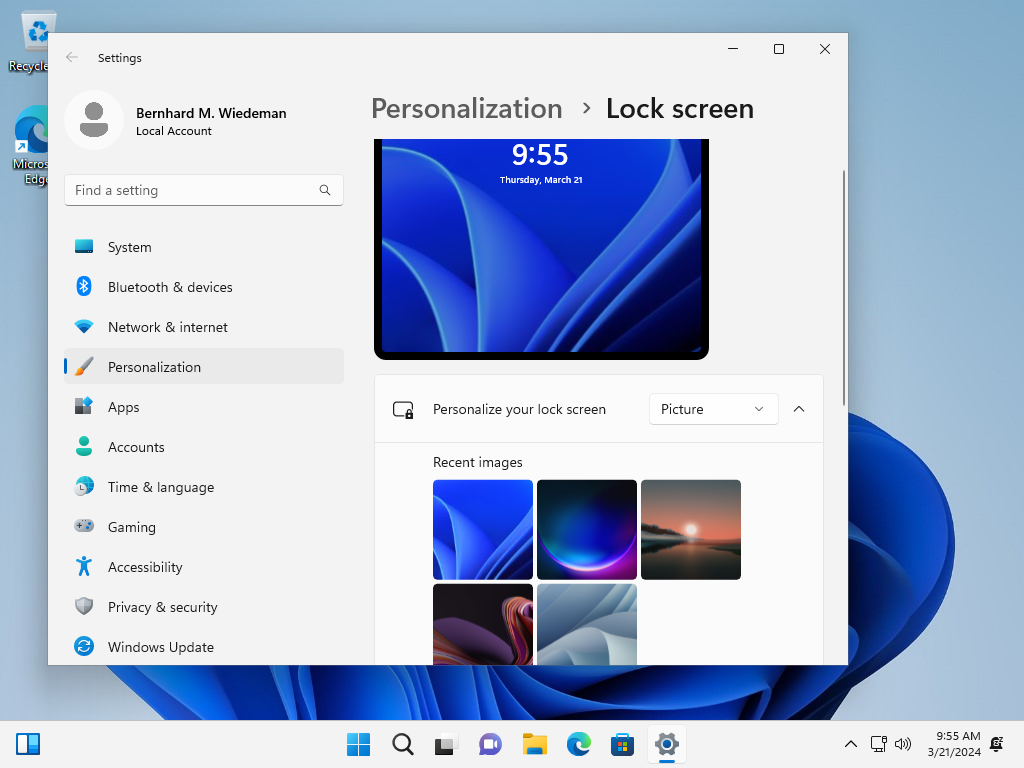 Recycle
Micros
Edge
Settings
Bernhard M. Wiedeman
Local Account
Find a setting
System
Bluetooth & devices
Network & internet
Personalization
Apps
Accounts
Time & language
Gaming
Accessibility
Privacy & security
Windows Update
Personalization › Lock screen
9:55
Thursday, March 21
Personalize your lock screen
Picture
Recent images
9:55 AM
3/21/2024